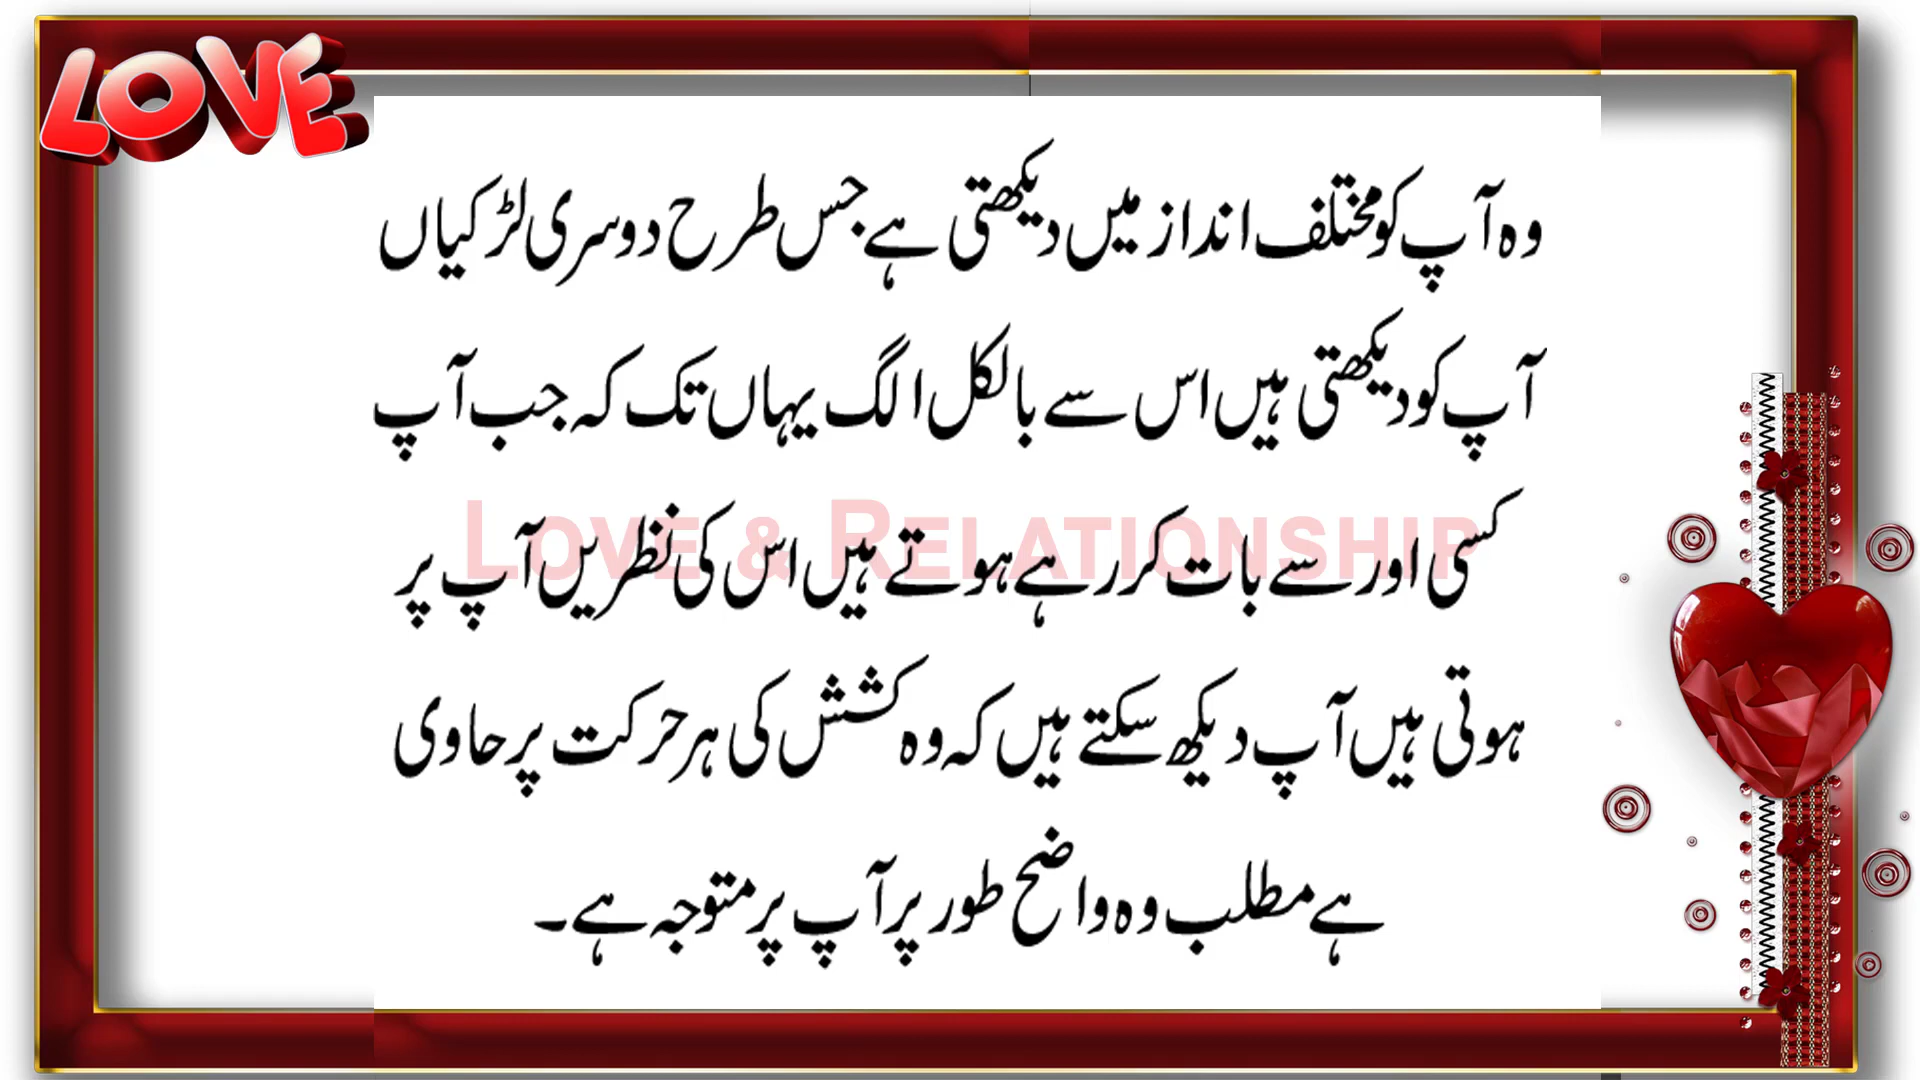 LOVE
وہ آپ کو مختلف انداز میں دیکھتی ہے جس طرح دوسری لڑکیاں
آپ کو دیکھتی ہیں اس سے بالکل الگ یہاں تک کہ جب آپ
LOVE & RELATIONSHIP
کسی اور سے بات کر رہے ہوتے ہیں اس کی نظریں آپ پر
ہوتی ہیں آپ دیکھ سکتے ہیں کہ وہ کشش کی ہر حرکت پر حاوی
ہے مطلب وہ واضح طور پر آپ پر متوجہ ہے۔